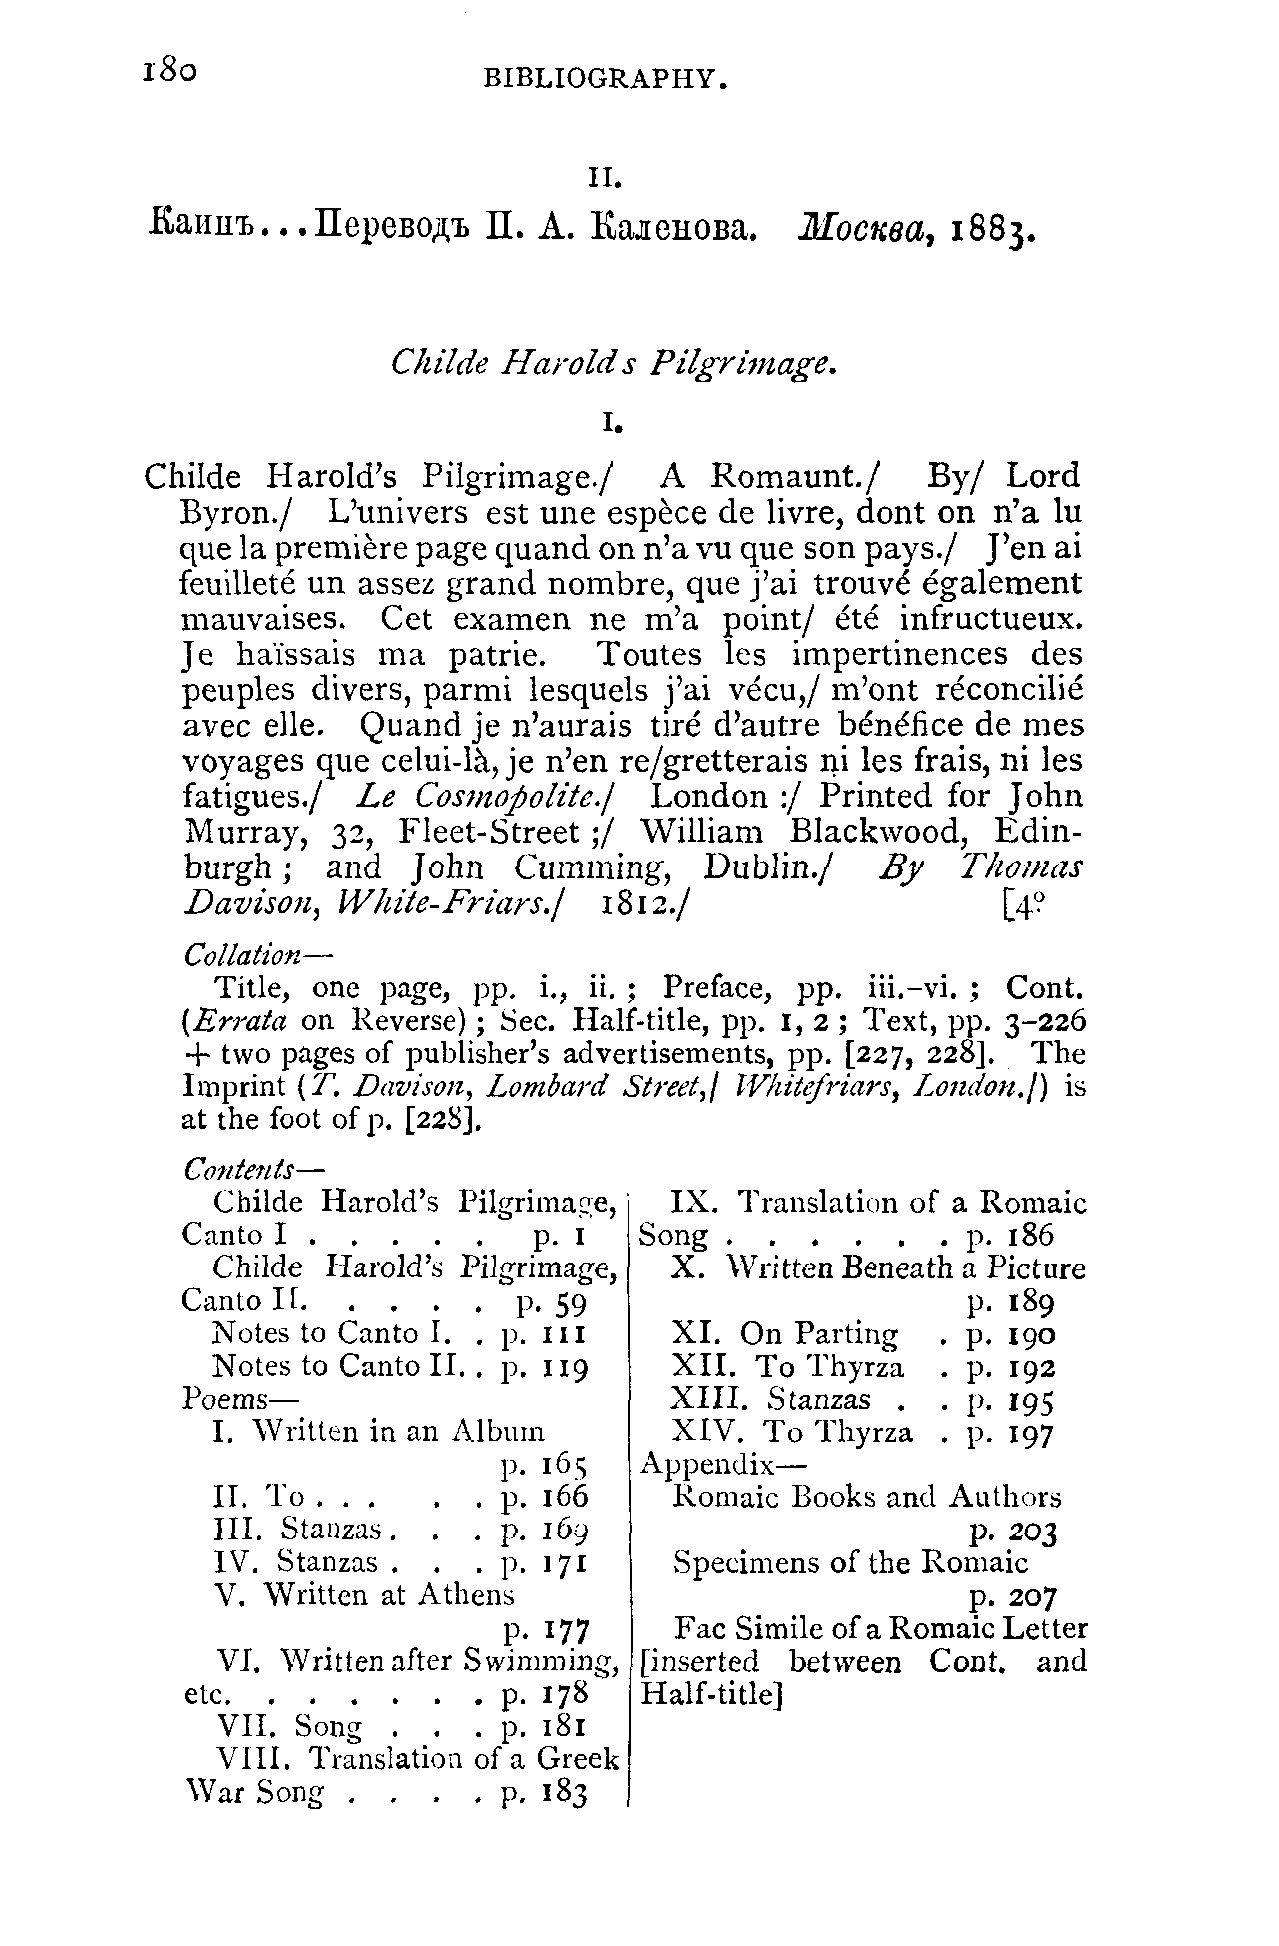 180
BIBLIOGRAPHY.
II.
Каинъ...Переводъ П. А. Каленова. Москва, 1883.
Childe Harolds Pilgrimage.
I.
Childe Harold's Pilgrimage./ A Romaunt./ By/ Lord
Byron./ L'univers est une espèce de livre, dont on n'a lu
que la première page quand on n'a vu que son pays./ J'en ai
feuilleté un assez grand nombre, que j'ai trouvé également
mauvaises. Cet examen ne m'a point/ été infructueux.
Je haïssais ma patrie. Toutes les impertinences des
peuples divers, parmi lesquels j'ai vécu,/ m'ont réconcilié
avec elle. Quand je n'aurais tiré d'autre bénéfice de mes
voyages que celui-là, je n'en re/gretterais ni les frais, ni les
fatigues./ Le Cosmopolite./ London :/ Printed for John
Murray, 32, Fleet-Street ;/ William Blackwood, Edin-
burgh ; and John Cumming, Dublin./ By Thomas
Davison, White-Friars./ 1812./ [4º
Collation—
Title, one page, pp. i., ii. ; Preface, pp. iii.–vi. ; Cont.
(Errata on Reverse) ; Sec. Half-title, pp. 1, 2 ; Text, pp. 3–226
+ two pages of publisher's advertisements, pp. [227, 228]. The
Imprint (T. Davison, Lombard Street,/ Whitefriars, London./) is
at the foot of p. [228].
Contents—
Childe Harold's Pilgrimage,
Canto I . . . . . p. 1
Childe Harold's Pilgrimage,
Canto II. . . . . p. 59
Notes to Canto I. . p. 111
Notes to Canto II. . p. 119
Poems—
I. Written in an Album
p. 165
II. To . . . . . p. 166
III. Stanzas . . . p. 169
IV. Stanzas . . . p. 171
V. Written at Athens
p. 177
VI. Written after Swimming,
etc. . . . . . . p. 178
VII. Song . . . p. 181
VIII. Translation of a Greek
War Song . . . . p. 183
IX. Translation of a Romaic
Song . . . . . . p. 186
X. Written Beneath a Picture
p. 189
XI. On Parting . p. 190
XII. To Thyrza . p. 192
XIII. Stanzas . . p. 195
XIV. To Thyrza . p. 197
Appendix—
Romaic Books and Authors
p. 203
Specimens of the Romaic
p. 207
Fac Simile of a Romaic Letter
[inserted between Cont. and
Half-title]